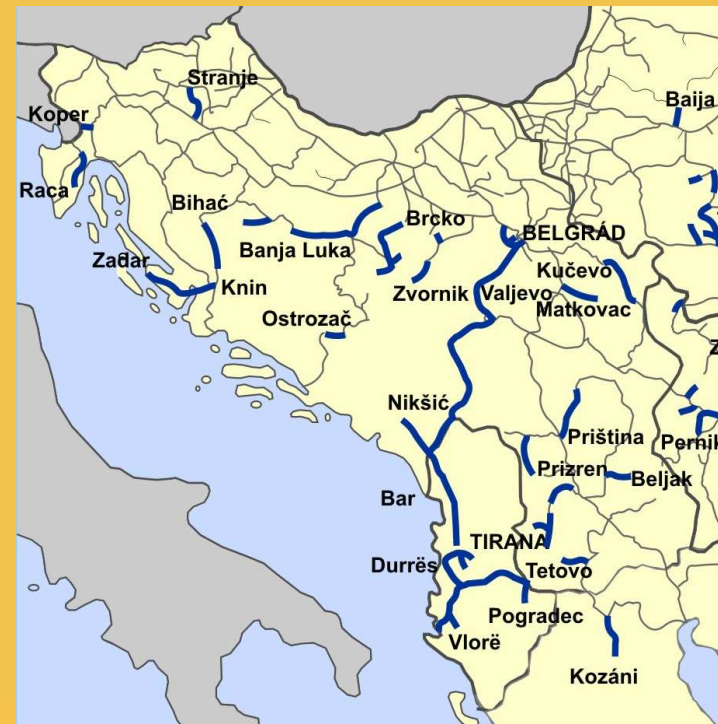 Stranje
Koper
Baija
Raca
Bihać
Brcko
BELGRÁD
Banja Luka
Zadar
Kučevo
Knin
Zvornik
Valjevo
Matkovac
Ostrozač
Nikšić
Priština
Pernik
Prizren
Beljak
Bar
TIRANA
Durrës
Tetovo
Pogradec
Vlorë
Kozáni